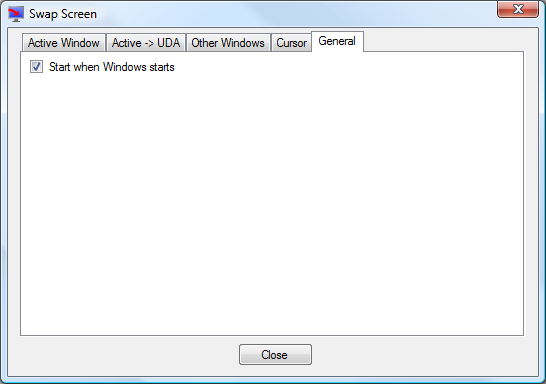 Swap Screen
Active Window Active -> UDA Other Windows Cursor General
Start when Windows starts
Close